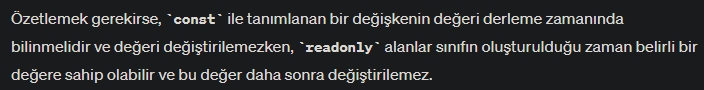 Özetlemek gerekirse, `const` ile tanımlanan bir değişkenin değeri derleme zamanında
bilinmelidir ve değeri değiştirilemezken, `readonly` alanlar sınıfın oluşturulduğu zaman belirli bir
değere sahip olabilir ve bu değer daha sonra değiştirilemez.